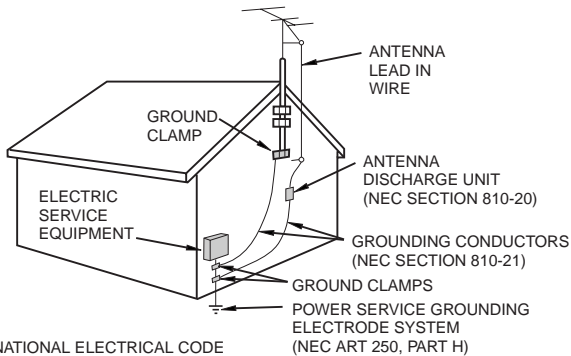 ANTENNA
LEAD IN
WIRE
GROUND
CLAMP
ANTENNA
DISCHARGE UNIT
(NEC SECTION 810-20)
ELECTRIC
SERVICE
EQUIPMENT
GROUNDING CONDUCTORS
(NEC SECTION 810-21)
GROUND CLAMPS
POWER SERVICE GROUNDING
ELECTRODE SYSTEM
(NEC ART 250, PART H)
NATIONAL ELECTRICAL CODE